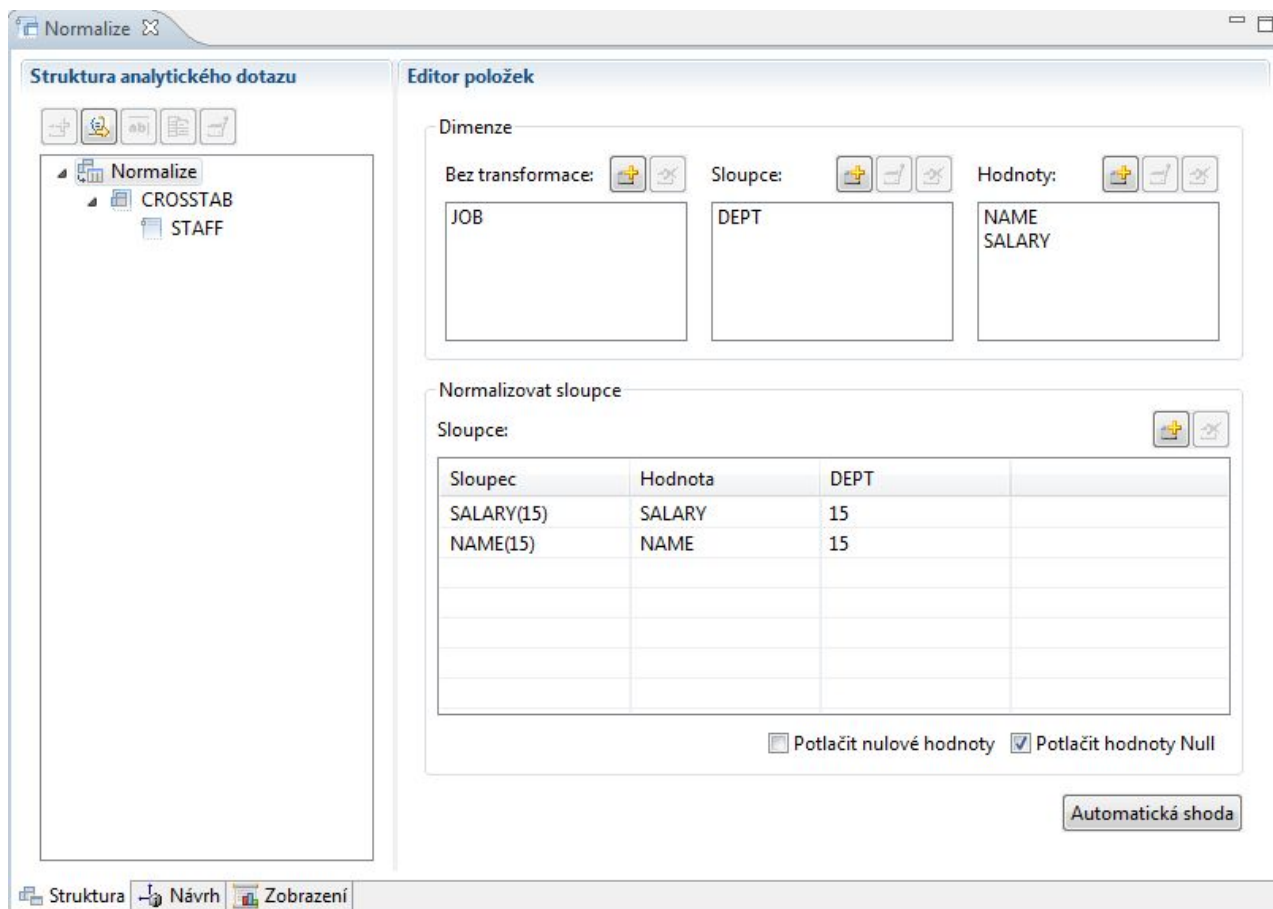 Normalize
Struktura analytického dotazu
Editor položek
ab|
Normalize
CROSSTAB
STAFF
Dimenze
Bez transformace:
Sloupce:
Hodnoty:
JOB
DEPT
NAME
SALARY
Normalizovat sloupce
Sloupce:
Sloupec Hodnota DEPT
SALARY(15) SALARY 15
NAME(15) NAME 15
Potlačit nulové hodnoty Potlačit hodnoty Null
Automatická shoda
Struktura Návrh Zobrazení